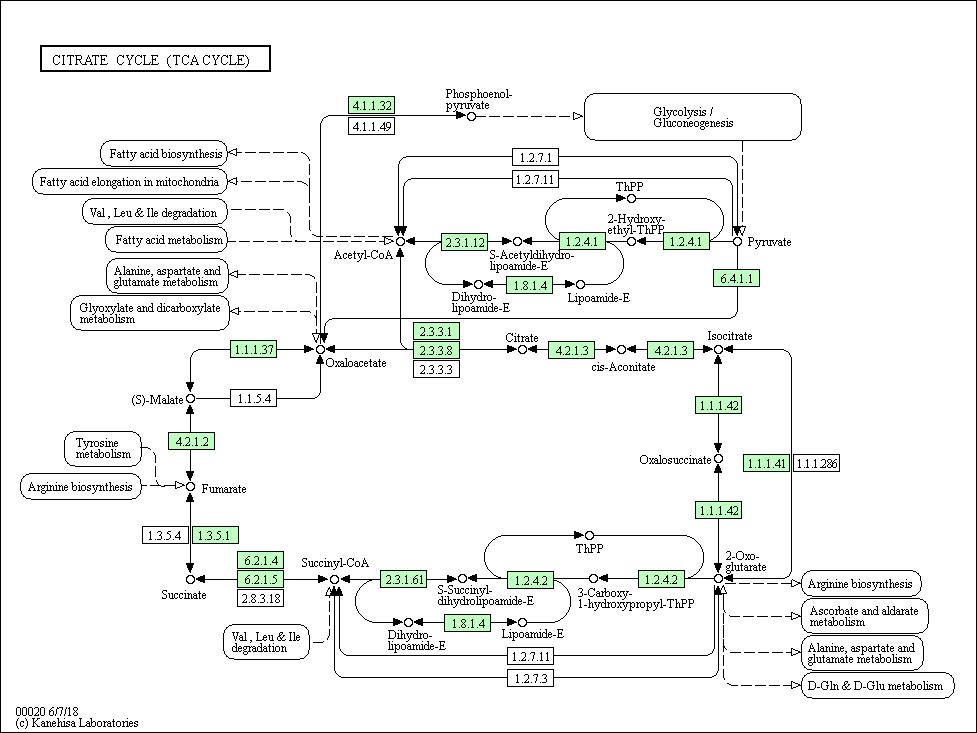 CITRATE CYCLE (TCA CYCLE)
Phosphoenol-
pyruvate
4.1.1.32
4.1.1.49
Glycolysis /
Gluconeogenesis
Fatty acid biosynthesis
Fatty acid elongation in mitochondria
Val , Leu & Ile degradation
Fatty acid metabolism
Alanine, aspartate and
glutamate metabolism
Glyoxylate and dicarboxylate
metabolism
1.2.7.1
1.2.7.11
ThPP
2-Hydroxy-
ethyl-ThPP
Acetyl-CoA
2.3.1.12
S-Acetyldihydro-
lipoamide-E
1.2.4.1
1.2.4.1
Pyruvate
Dihydro-
lipoamide-E
1.8.1.4
Lipoamide-E
6.4.1.1
1.1.1.37
Oxaloacetate
2.3.3.1
2.3.3.8
2.3.3.3
Citrate
4.2.1.3
cis-Aconitate
4.2.1.3
Isocitrate
(S)-Malate
1.1.5.4
1.1.1.42
4.2.1.2
Tyrosine
metabolism
Arginine biosynthesis
Fumarate
Oxalosuccinate
1.1.1.41
1.1.1.286
1.1.1.42
1.3.5.4
1.3.5.1
ThPP
6.2.1.4
6.2.1.5
2.8.3.18
Succinate
Succinyl-CoA
2.3.1.61
S-Succinyl-
dihydrolipoamide-E
1.2.4.2
3-Carboxy-
1-hydroxypropyl-ThPP
1.2.4.2
2-Oxo-
glutarate
Dihydro-
lipoamide-E
1.8.1.4
Lipoamide-E
Val , Leu & Ile
degradation
1.2.7.11
1.2.7.3
Arginine biosynthesis
Ascorbate and aldarate
metabolism
Alanine, aspartate and
glutamate metabolism
D-Gln & D-Glu metabolism
00020 6/7/18
(c) Kanehisa Laboratories